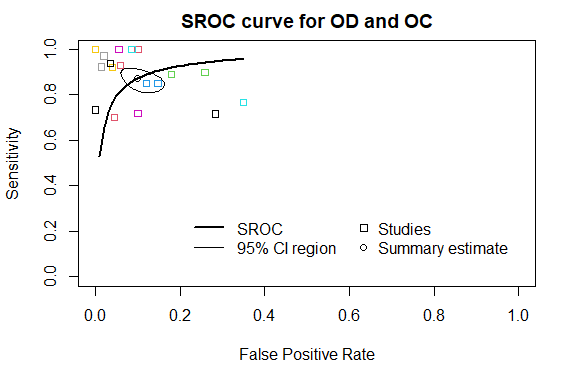 SROC curve for OD and OC
Sensitivity
1.0
0.8
0.6
0.4
0.2
0.0
SROC
95% CI region
Studies
Summary estimate
0.0 0.2 0.4 0.6 0.8 1.0
False Positive Rate